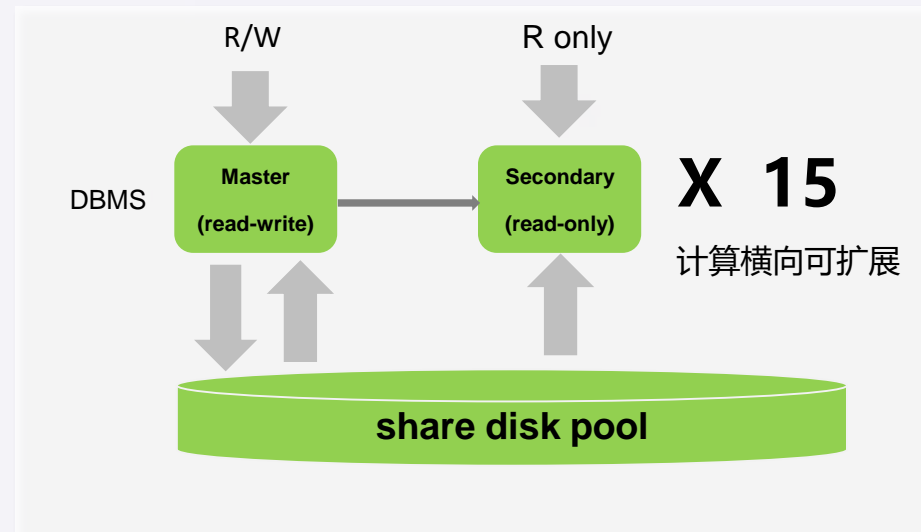 R/W
R only
DBMS
Master
(read-write)
Secondary
(read-only)
X 15
计算横向可扩展
share disk pool